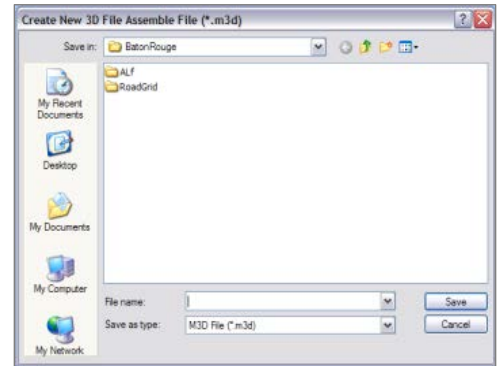 Create New 3D File Assemble File (*.m3d)
Save in:
BatonRouge
ALf
RoadGrid
My Recent
Documents
Desktop
My Documents
My Computer
My Network
File name:
Save
Save as type:
M3D File (*.m3d)
Cancel